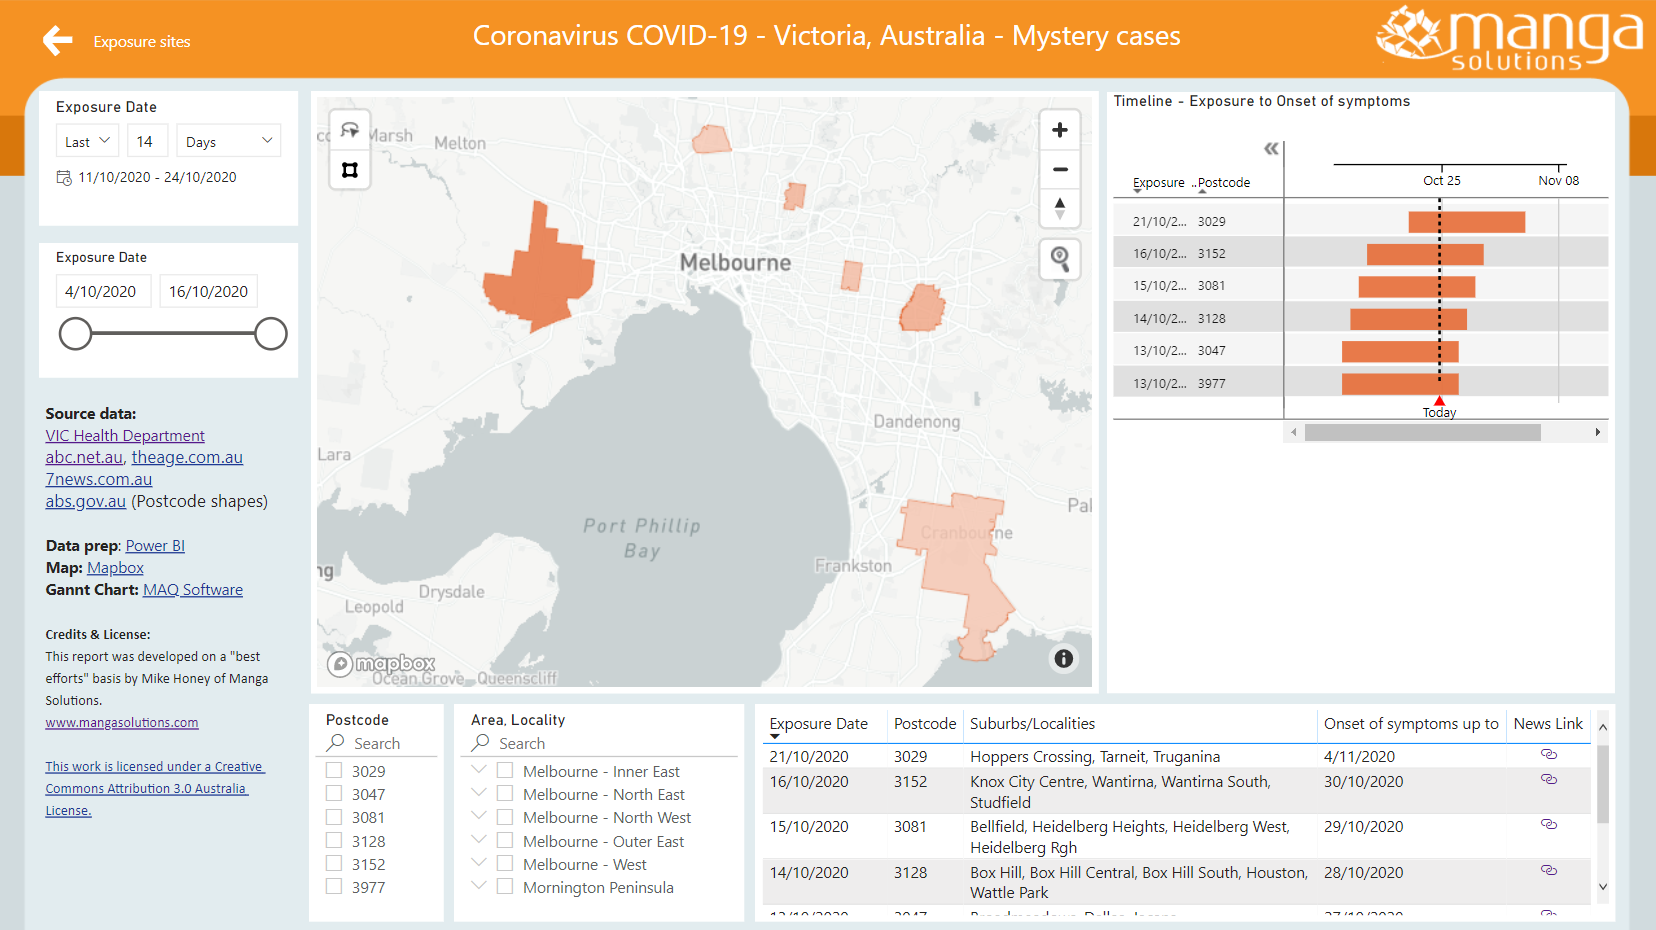 Exposure sites
Coronavirus COVID-19 - Victoria, Australia - Mystery cases
manga
solutions
Exposure Date
Last
14
Days
11/10/2020 - 24/10/2020
Exposure Date
4/10/2020
16/10/2020
Source data:
VIC Health Department
abc.net.au, theage.com.au
7news.com.au
abs.gov.au (Postcode shapes)
Data prep: Power BI
Map: Mapbox
Gannt Chart: MAQ Software
Credits & License:
This report was developed on a "best
efforts" basis by Mike Honey of Manga
Solutions.
www.mangasolutions.com
This work is licensed under a Creative
Commons Attribution 3.0 Australia
License.
Marsh
Melton
Melbourne
Dandenong
Lara
Port Phillip
Bay
Cranbourne
Pal
Frankston
ng
Drysdale
Leopold
mapbox
Ocean Grove
Queenscliff
Timeline - Exposure to Onset of symptoms
Exposure ..
Postcode
Oct 25
Nov 08
21/10/2... 3029
16/10/2... 3152
15/10/2... 3081
14/10/2... 3128
13/10/2... 3047
13/10/2... 3977
Today
Postcode
Search
3029
3047
3081
3128
3152
3977
Area, Locality
Search
Melbourne - Inner East
Melbourne - North East
Melbourne - North West
Melbourne - Outer East
Melbourne - West
Mornington Peninsula
Exposure Date Postcode Suburbs/Localities Onset of symptoms up to News Link
21/10/2020 3029 Hoppers Crossing, Tarneit, Truganina 4/11/2020
16/10/2020 3152 Knox City Centre, Wantirna, Wantirna South, 30/10/2020
Studfield
15/10/2020 3081 Bellfield, Heidelberg Heights, Heidelberg West, 29/10/2020
Heidelberg Rgh
14/10/2020 3128 Box Hill, Box Hill Central, Box Hill South, Houston, 28/10/2020
Wattle Park